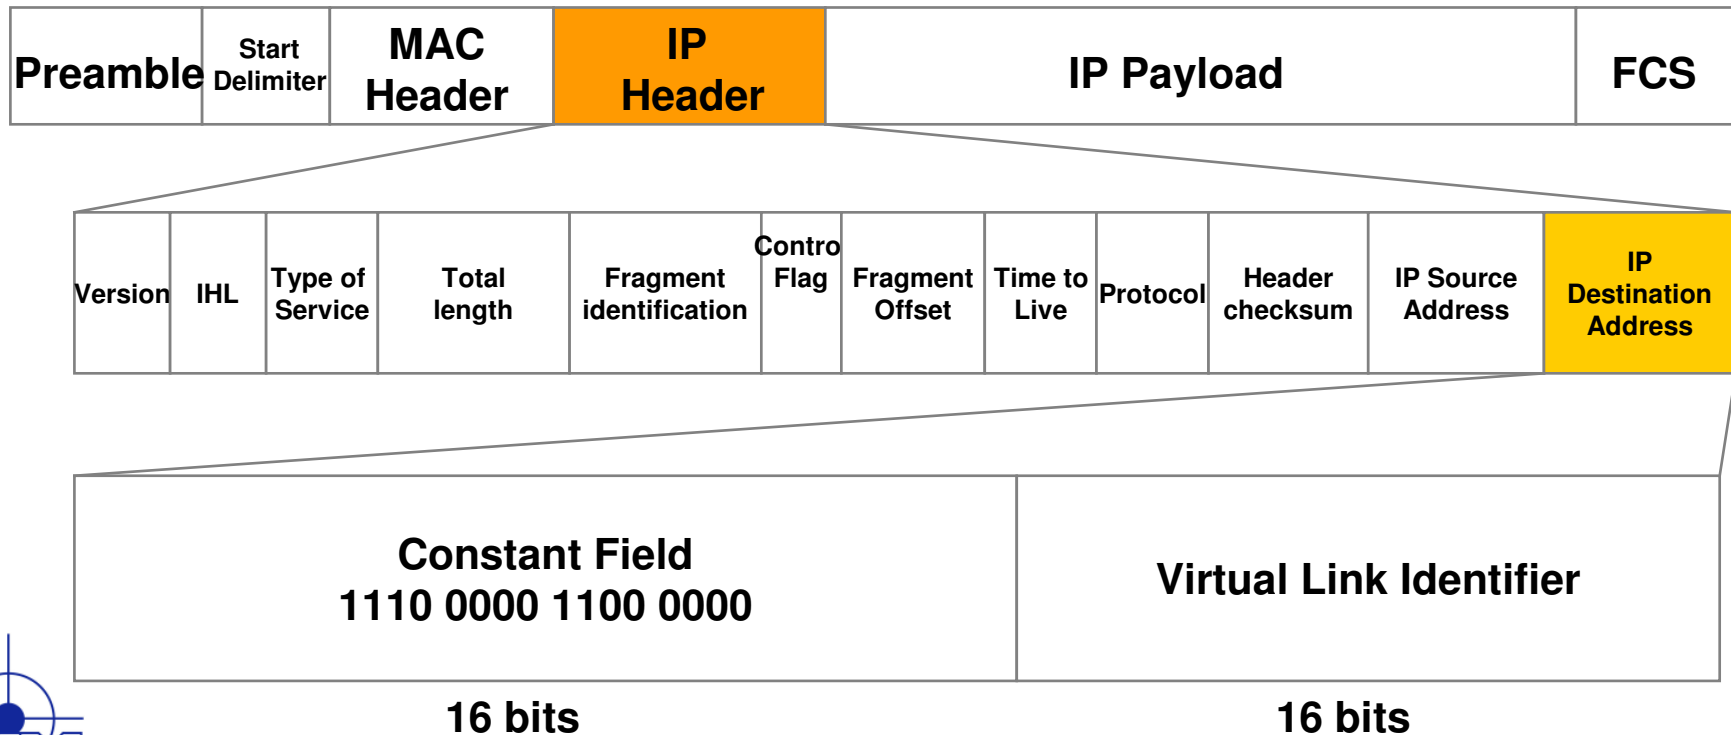 Preamble
Start
Delimiter
MAC
Header
IP
Header
IP Payload
FCS
Version
IHL
Type of
Service
Total
length
Fragment
identification
Contro
Flag
Fragment
Offset
Time to
Live
Protocol
Header
checksum
IP Source
Address
IP
Destination
Address
Constant Field
1110 0000 1100 0000
Virtual Link Identifier
16 bits
16 bits